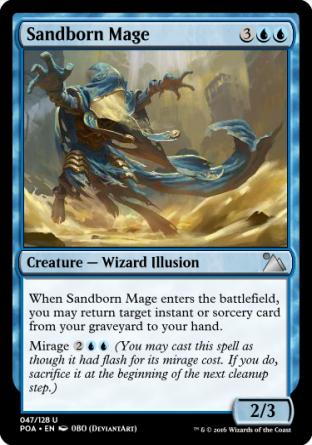 Sandborn Mage 3
Creature — Wizard Illusion
When Sandborn Mage enters the battlefield,
you may return target instant or sorcery card
from your graveyard to your hand.
Mirage 2 (You may cast this spell as
though it had flash for its mirage cost. If you do,
sacrifice it at the beginning of the next cleanup
step.)
2/3
047/128 U
POA • EN OBO (DeviantArt)
™ & © 2016 Wizards of the Coast